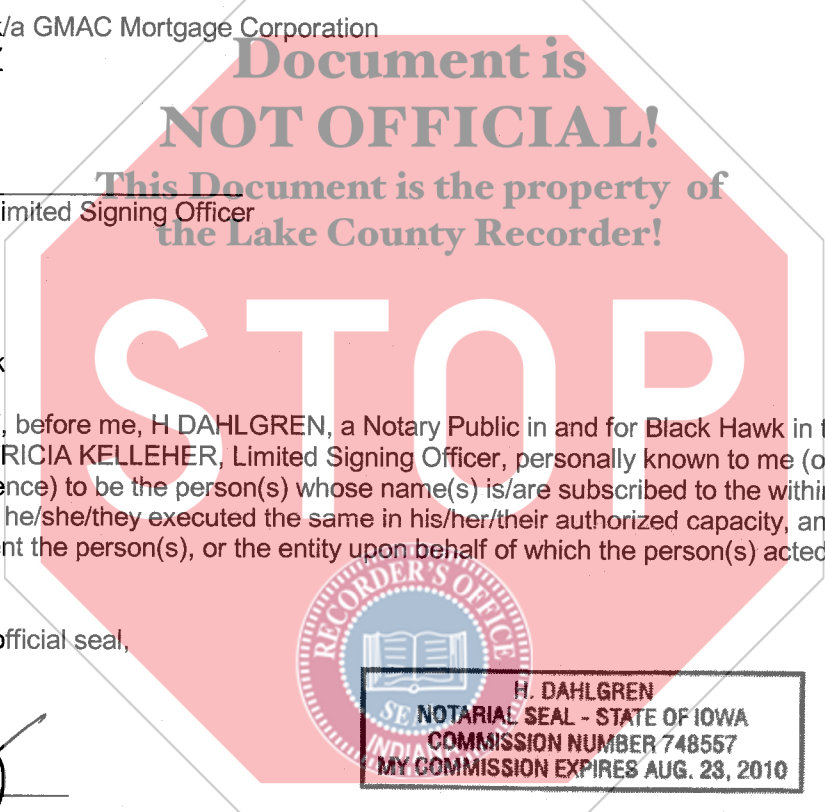 k/a GMAC Mortgage Corporation
Document is
NOT OFFICIAL!
This Document is the property of
imited Signing Officer
the Lake County Recorder!
STOP
k
, before me, H DAHLGREN, a Notary Public in and for Black Hawk in t
RICIA KELLEHER, Limited Signing Officer, personally known to me (o
ence) to be the person(s) whose name(s) is/are subscribed to the within
he/she/they executed the same in his/her/their authorized capacity, an
nt the person(s), or the entity upon behalf of which the person(s) acted
RECORDER'S OFFICE
official seal,
SEAL
INDIANA
H. DAHLGREN
NOTARIAL SEAL - STATE OF IOWA
COMMISSION NUMBER 748557
MY COMMISSION EXPIRES AUG. 23, 2010